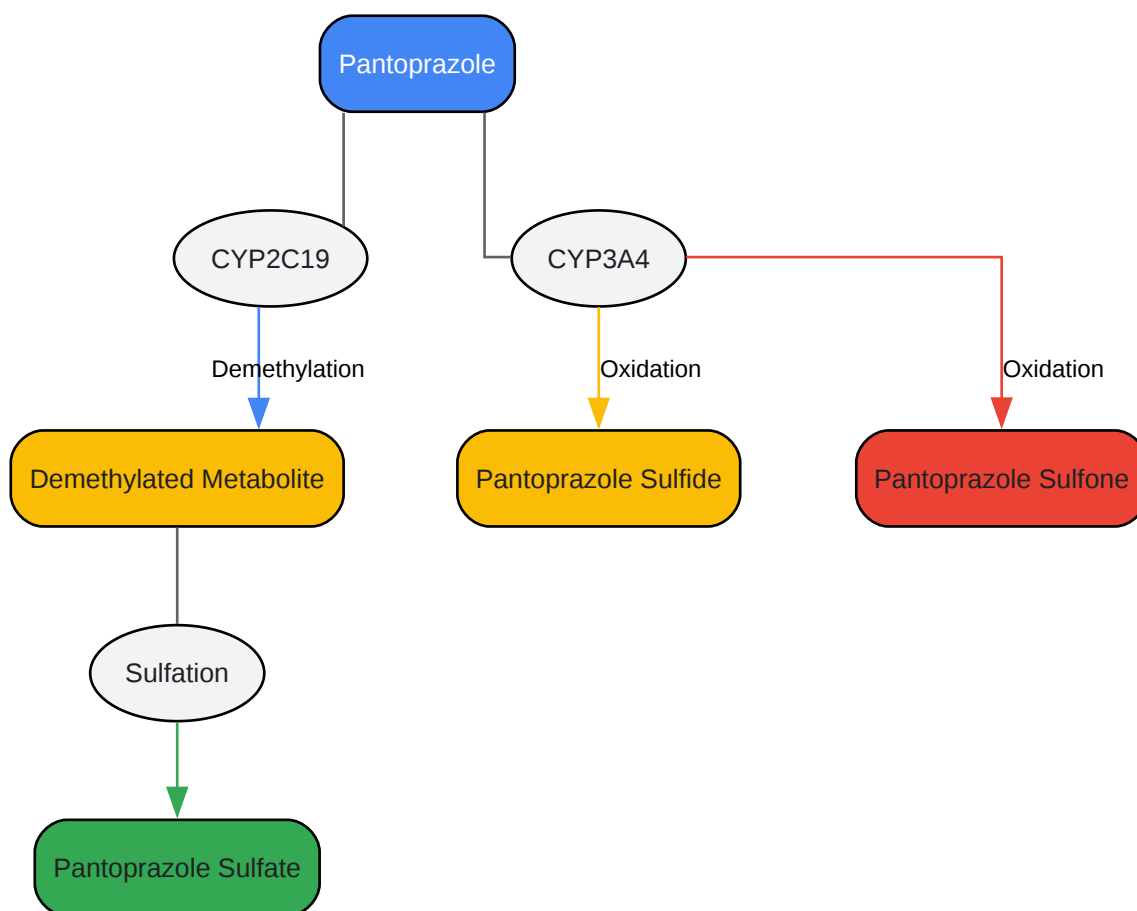 Pantoprazole
CYP2C19
CYP3A4
Demethylation
Oxidation
Oxidation
Demethylated Metabolite
Pantoprazole Sulfide
Pantoprazole Sulfone
Sulfation
Pantoprazole Sulfate